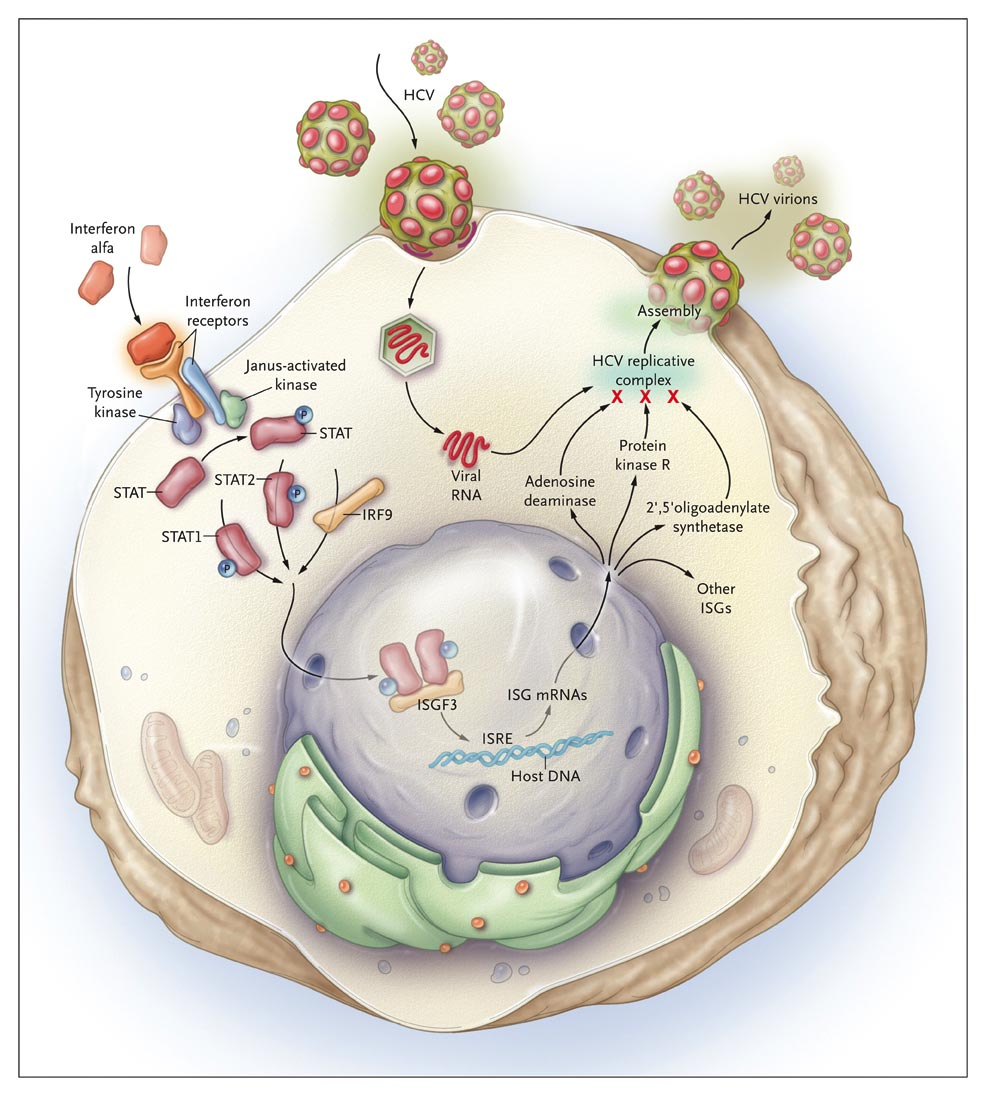 HCV
HCV virions
Interferon
alfa
Interferon
receptors
Assembly
Janus-activated
kinase
HCV replicative
complex
X X X
Tyrosine
kinase
P
STAT
Protein
kinase R
Viral
RNA
Adenosine
deaminase
STAT
STAT2
P
IRF9
2',5'oligoadenylate
synthetase
STAT1
P
Other
ISGs
ISGF3
ISG mRNAs
ISRE
Host DNA